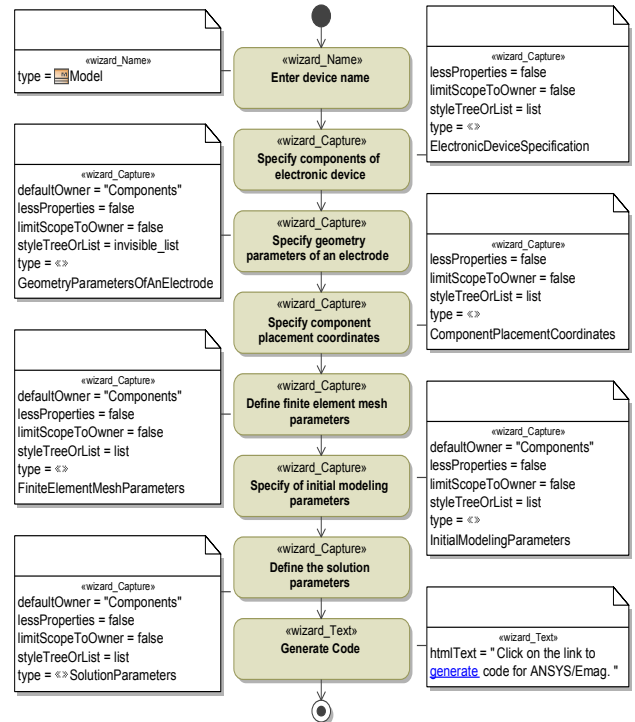 «wizard_Name»
type = Model
«wizard_Name»
Enter device name
«wizard_Capture»
lessProperties = false
limitScopeToOwner = false
styleTreeOrList = list
type = «»
ElectronicDeviceSpecification
«wizard_Capture»
Specify components of
electronic device
«wizard_Capture»
defaultOwner = "Components"
lessProperties = false
limitScopeToOwner = false
styleTreeOrList = invisible_list
type = «»
GeometryParametersOfAnElectrode
«wizard_Capture»
Specify geometry
parameters of an electrode
«wizard_Capture»
lessProperties = false
limitScopeToOwner = false
styleTreeOrList = list
type = «»
ComponentPlacementCoordinates
«wizard_Capture»
Specify component
placement coordinates
«wizard_Capture»
defaultOwner = "Components"
lessProperties = false
limitScopeToOwner = false
styleTreeOrList = list
type = «»
FiniteElementMeshParameters
«wizard_Capture»
Define finite element mesh
parameters
«wizard_Capture»
defaultOwner = "Components"
lessProperties = false
limitScopeToOwner = false
styleTreeOrList = list
type = «»
InitialModelingParameters
«wizard_Capture»
Specify of initial modeling
parameters
«wizard_Capture»
defaultOwner = "Components"
lessProperties = false
limitScopeToOwner = false
styleTreeOrList = list
type = «»SolutionParameters
«wizard_Capture»
Define the solution
parameters
«wizard_Text»
Generate Code
«wizard_Text»
htmlText = " Click on the link to
generate code for ANSYS/Emag. "